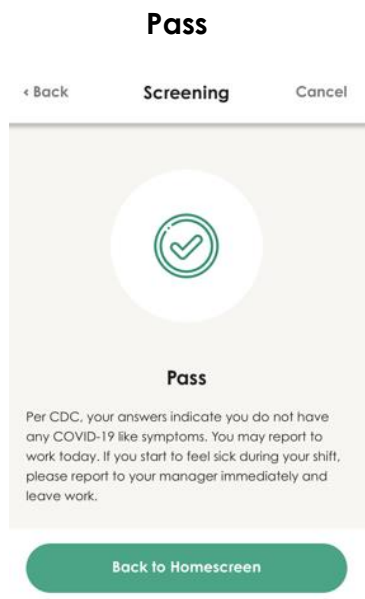 Pass
‹ Back Screening Cancel
Pass
Per CDC, your answers indicate you do not have
any COVID-19 like symptoms. You may report to
work today. If you start to feel sick during your shift,
please report to your manager immediately and
leave work.
Back to Homescreen